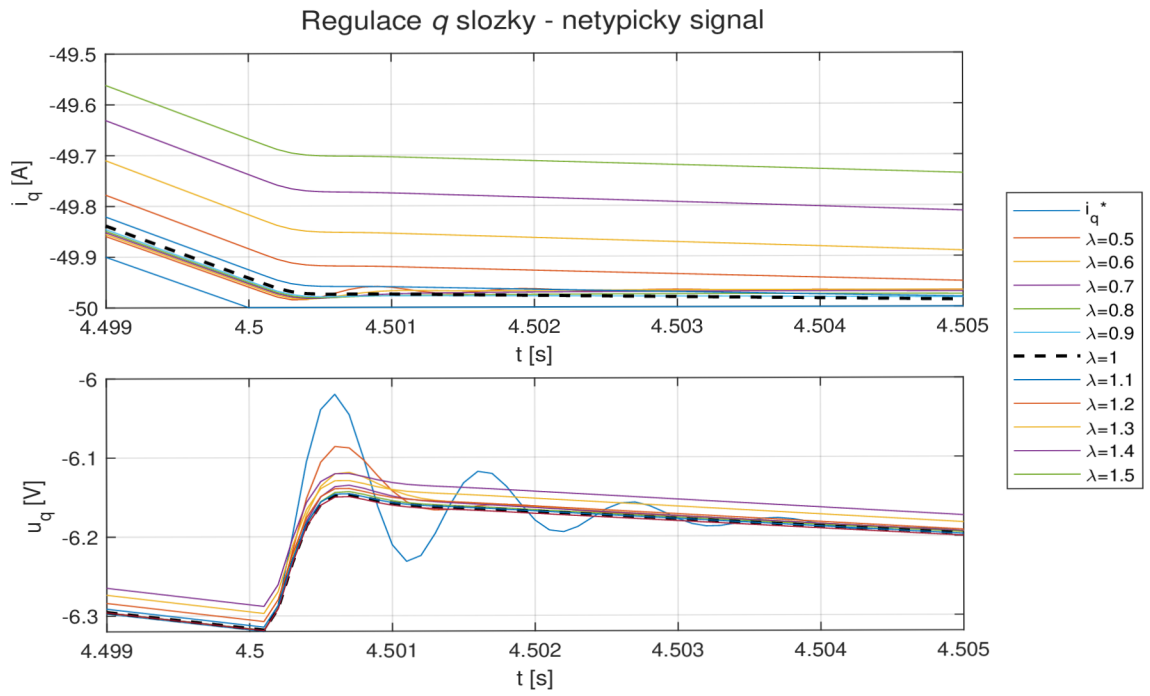 Regulace q slozky - netypicky signal
-49.5
-49.6
-49.7
-49.8
-49.9
-50
i_q [A]
4.499 4.5 4.501 4.502 4.503 4.504 4.505
t [s]
-6
-6.1
-6.2
-6.3
u_q [V]
4.499 4.5 4.501 4.502 4.503 4.504 4.505
t [s]
i_q*
λ=0.5
λ=0.6
λ=0.7
λ=0.8
λ=0.9
λ=1
λ=1.1
λ=1.2
λ=1.3
λ=1.4
λ=1.5